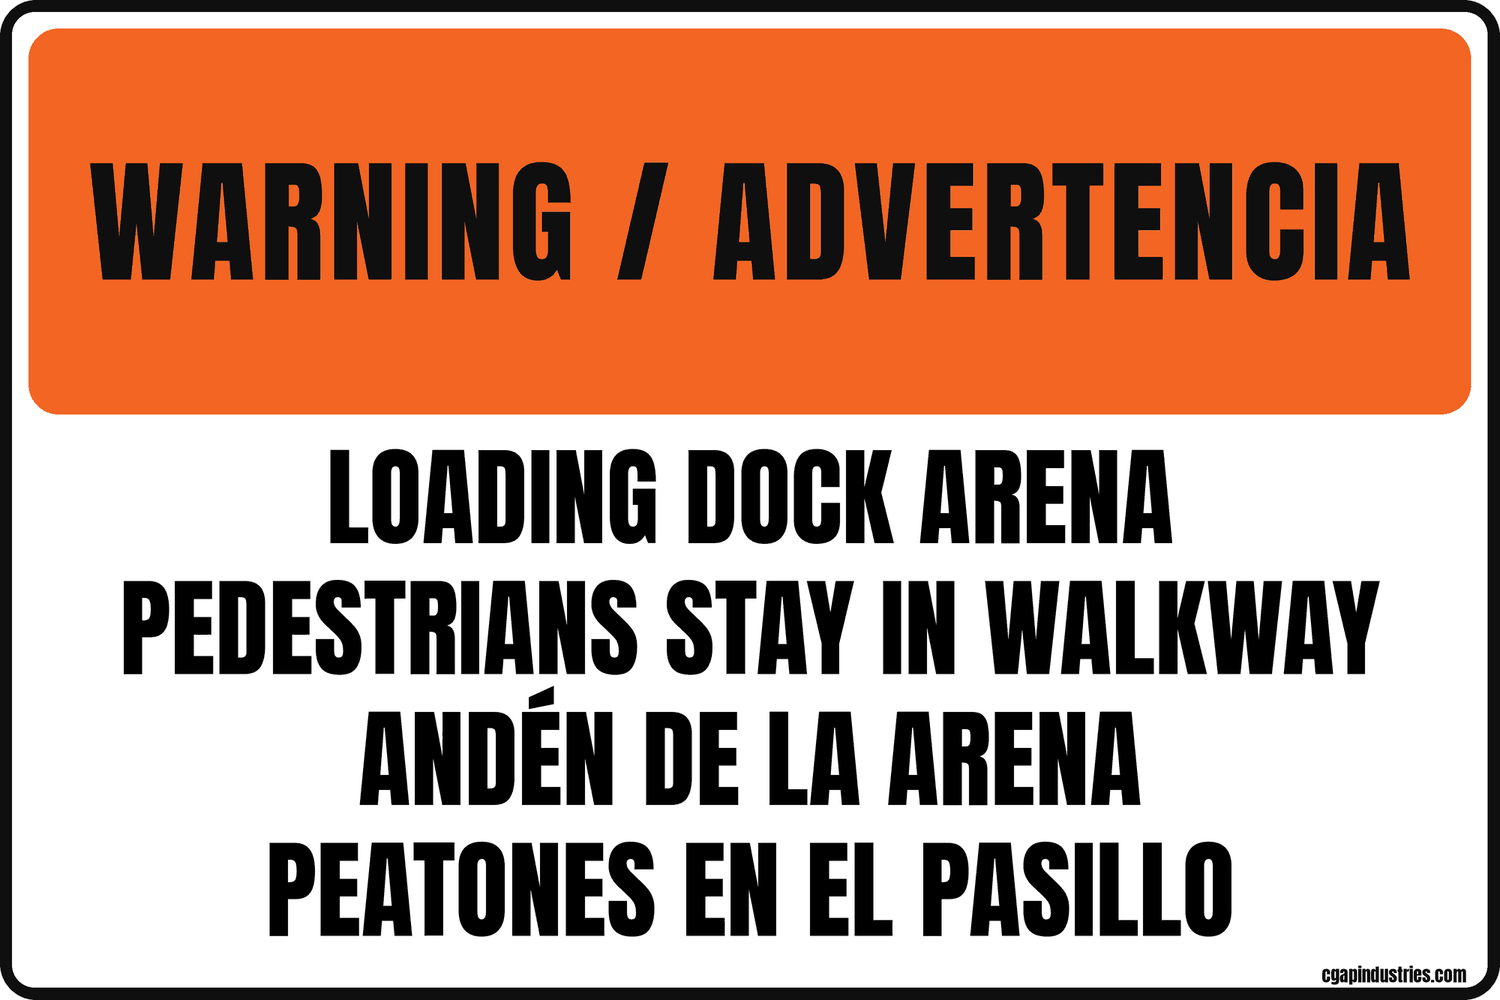 WARNING / ADVERTENCIA
LOADING DOCK ARENA
PEDESTRIANS STAY IN WALKWAY
ANDÉN DE LA ARENA
PEATONES EN EL PASILLO
cgapindustries.com